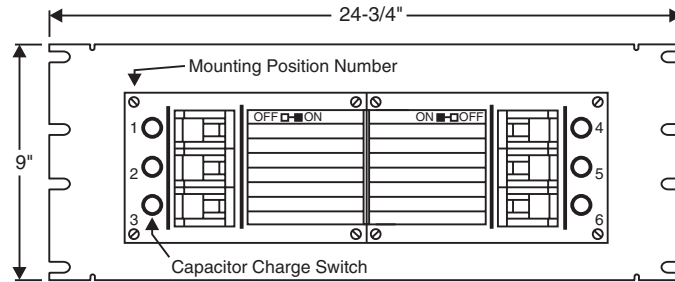 24-3/4"
Mounting Position Number
1
OFF ON
ON OFF
4
9"
2
5
3
6
Capacitor Charge Switch